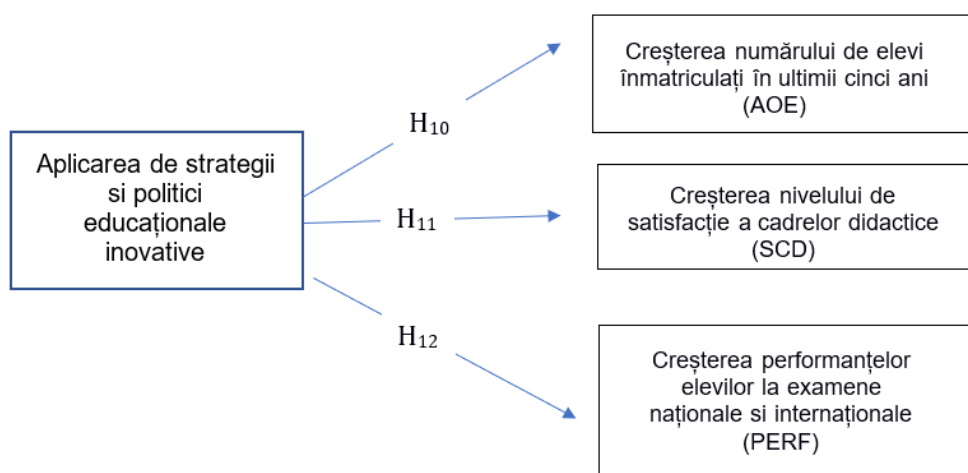 Creșterea numărului de elevi
înmatriculați în ultimii cinci ani
(AOE)
H10
Aplicarea de strategii
si politici
educaționale
inovative
H11
Creșterea nivelului de
satisfacție a cadrelor didactice
(SCD)
H12
Creșterea performanțelor
elevilor la examene
naționale si internaționale
(PERF)